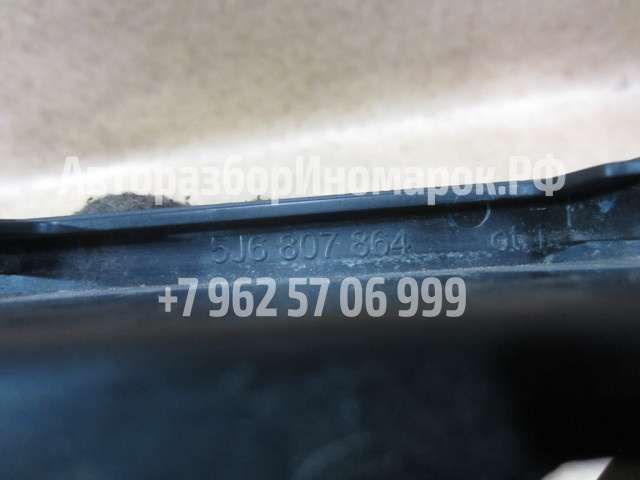 АвторазборИномарок.РФ
5J6 807 864
+7 962 57 06 999